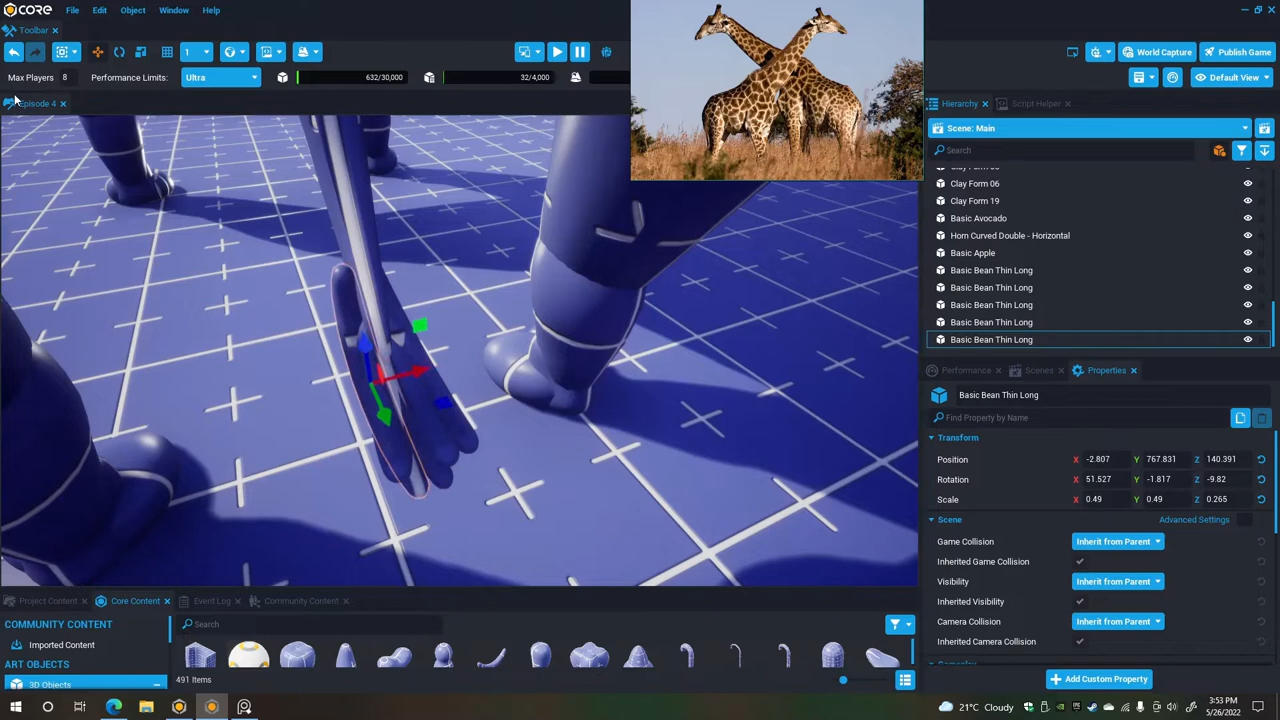 CORE File Edit Object Window Help
Toolbar
1
World Capture Publish Game
Max Players 8 Performance Limits: Ultra 632/30,000 32/4,000 Default View
Episode 4 Hierarchy Script Helper
Scene: Main
Search
Clay Form 06
Clay Form 19
Basic Avocado
Horn Curved Double - Horizontal
Basic Apple
Basic Bean Thin Long
Basic Bean Thin Long
Basic Bean Thin Long
Basic Bean Thin Long
Basic Bean Thin Long
Performance Scenes Properties
Basic Bean Thin Long
Find Property by Name
Transform
Position X -2.807 Y 767.831 Z 140.391
Rotation X 51.527 Y -1.817 Z -9.82
Scale X 0.49 Y 0.49 Z 0.265
Scene Advanced Settings
Game Collision Inherit from Parent
Inherited Game Collision
Visibility Inherit from Parent
Inherited Visibility
Camera Collision Inherit from Parent
Inherited Camera Collision
Add Custom Property
Project Content Core Content Event Log Community Content
COMMUNITY CONTENT
Search
Imported Content
ART OBJECTS
3D Objects
491 Items
21°C Cloudy
3:53 PM
5/26/2022